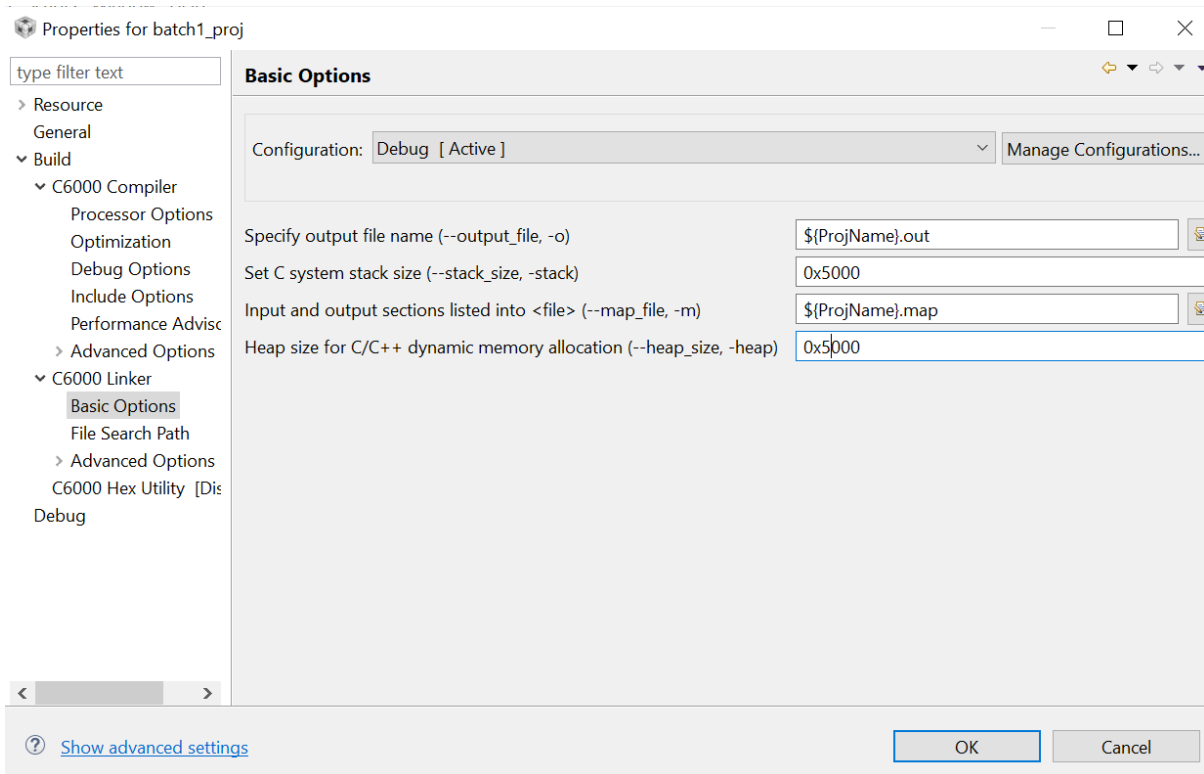 Properties for batch1_proj
type filter text
Basic Options
Resource
General
Build
C6000 Compiler
Processor Options
Optimization
Debug Options
Include Options
Performance Advisc
Advanced Options
C6000 Linker
Basic Options
File Search Path
Advanced Options
C6000 Hex Utility [Dis
Debug
Configuration: Debug [ Active ] Manage Configurations...
Specify output file name (--output_file, -o) ${ProjName}.out
Set C system stack size (--stack_size, -stack) 0x5000
Input and output sections listed into <file> (--map_file, -m) ${ProjName}.map
Heap size for C/C++ dynamic memory allocation (--heap_size, -heap) 0x5000
Show advanced settings
OK Cancel